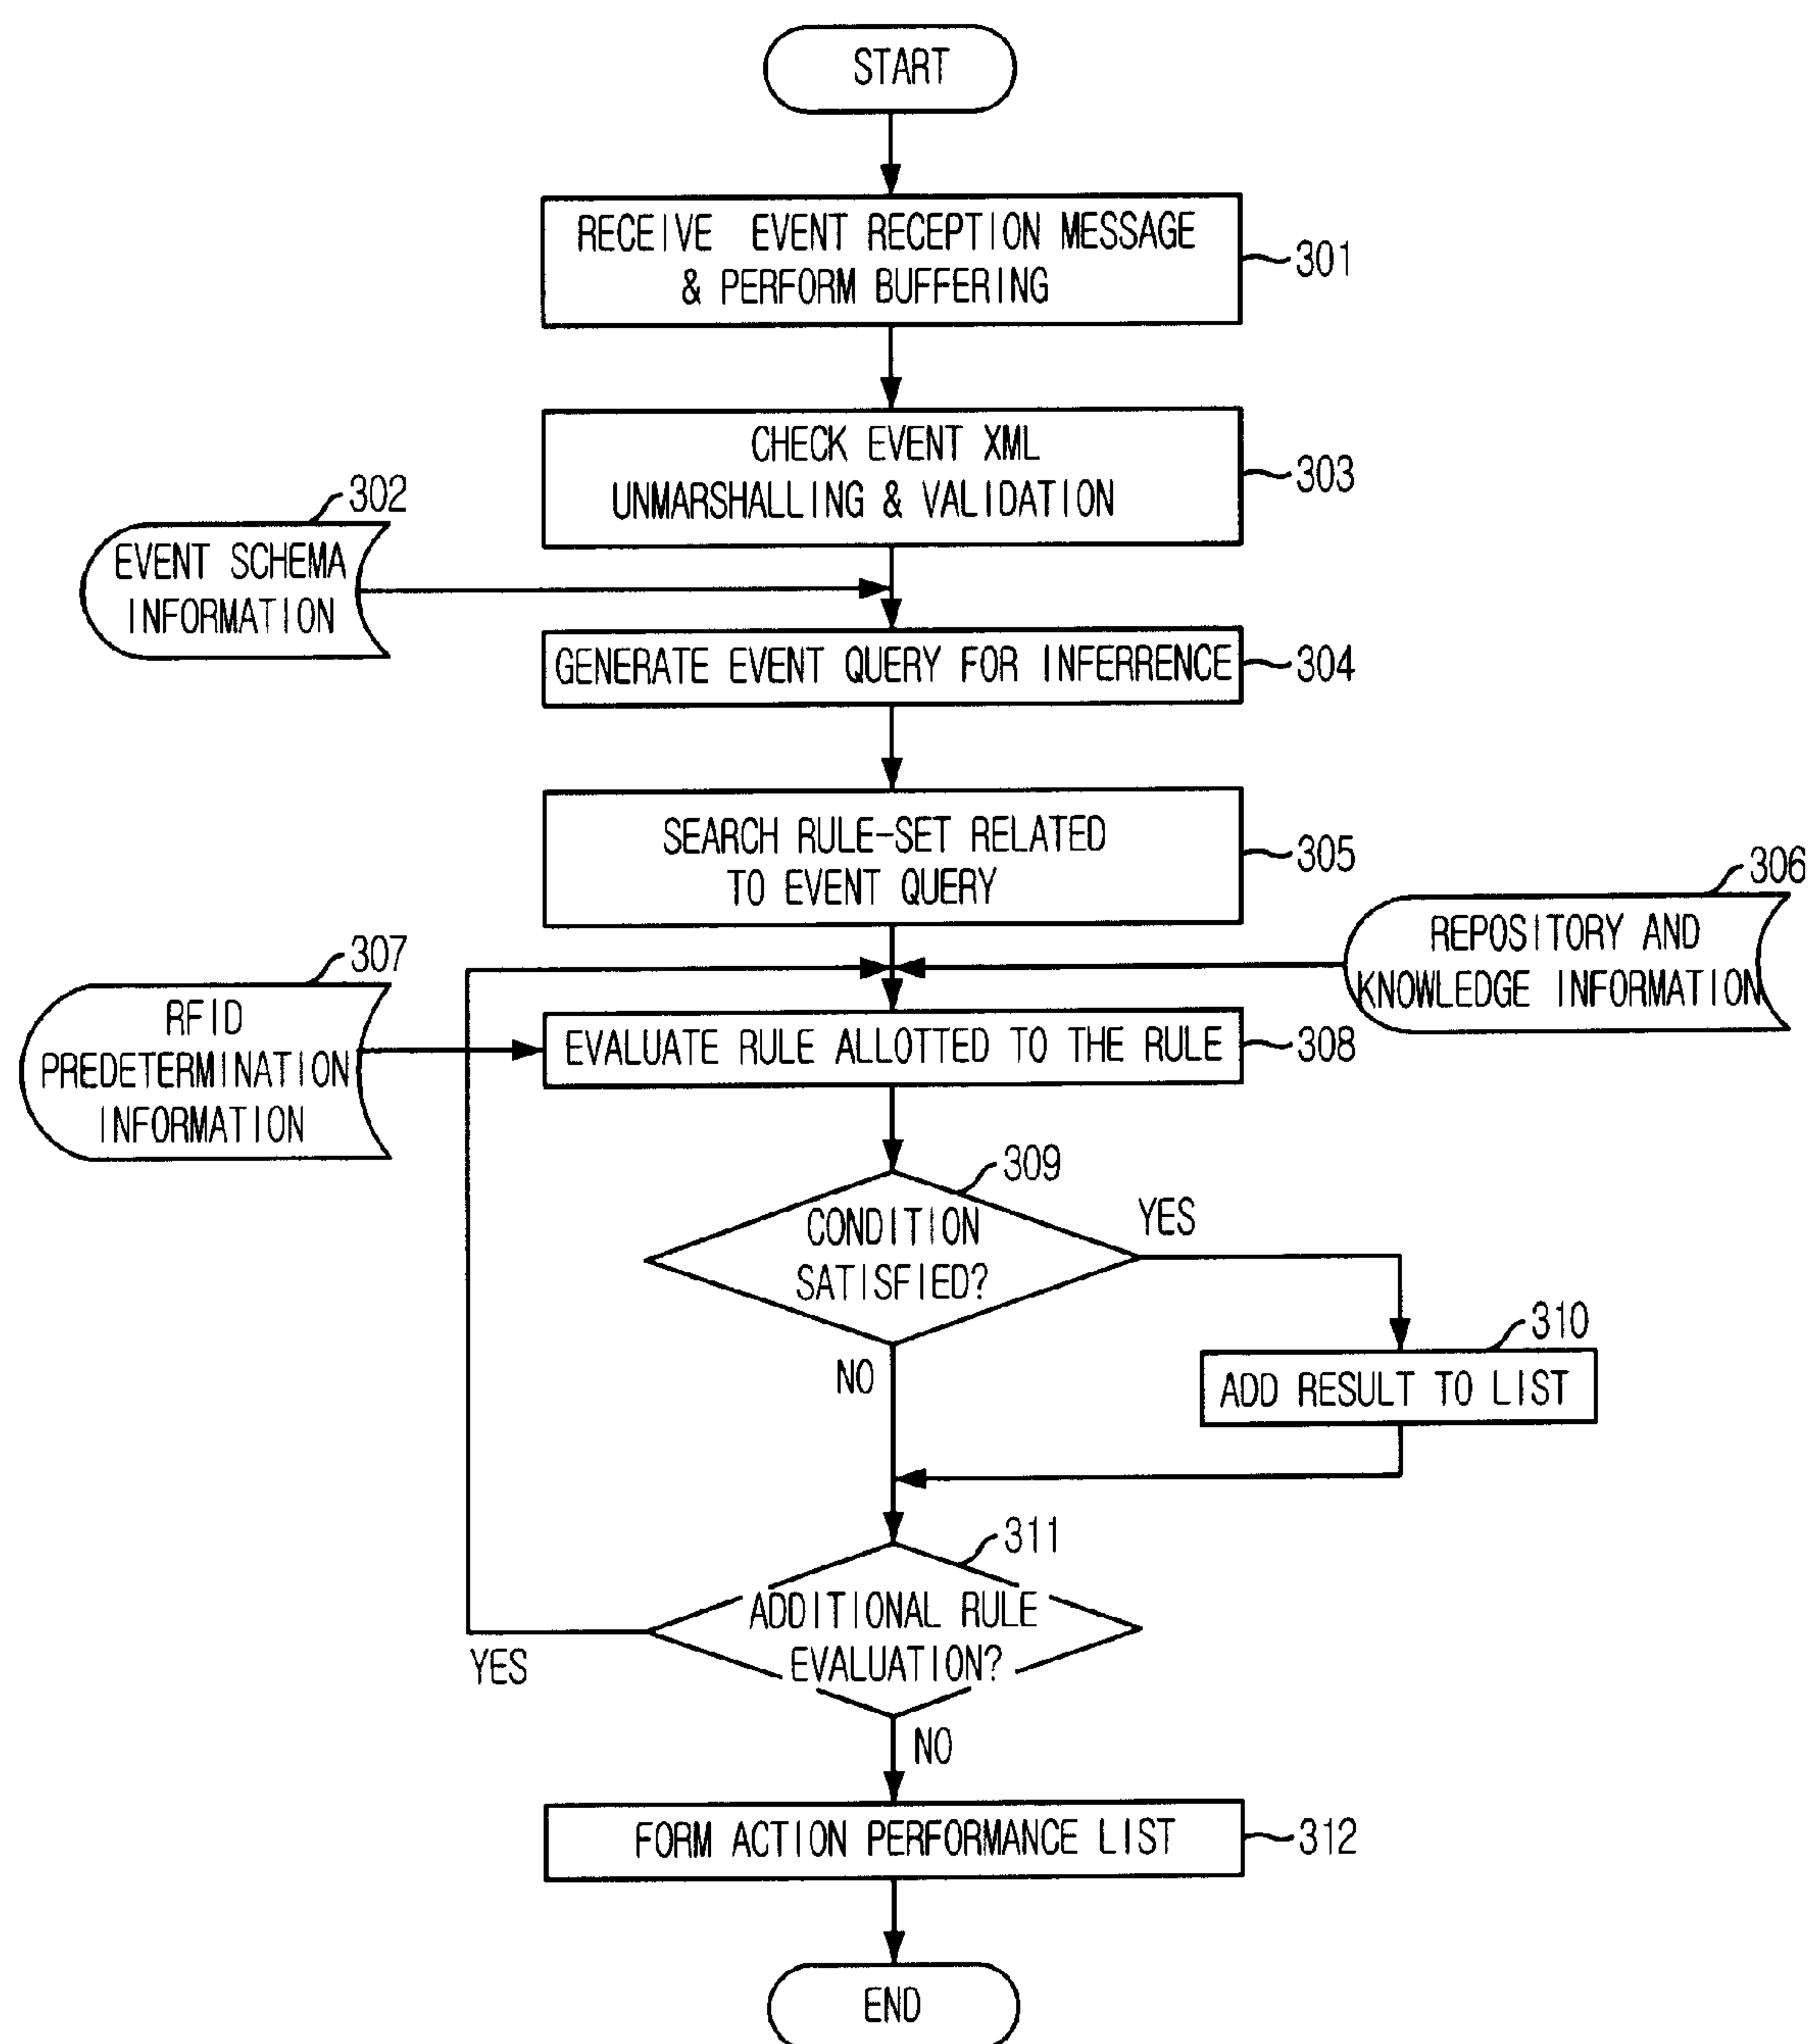 START
RECEIVE EVENT RECEPTION MESSAGE
& PERFORM BUFFERING
301
CHECK EVENT XML
UNMARSHALLING & VALIDATION
303
302
EVENT SCHEMA
INFORMATION
GENERATE EVENT QUERY FOR INFERRENCE
304
SEARCH RULE-SET RELATED
TO EVENT QUERY
305
306
REPOSITORY AND
KNOWLEDGE INFORMATION
307
RFID
PREDETERMINATION
INFORMATION
EVALUATE RULE ALLOTTED TO THE RULE
308
309
CONDITION
SATISFIED?
YES
NO
310
ADD RESULT TO LIST
311
ADDITIONAL RULE
EVALUATION?
YES
NO
FORM ACTION PERFORMANCE LIST
312
END